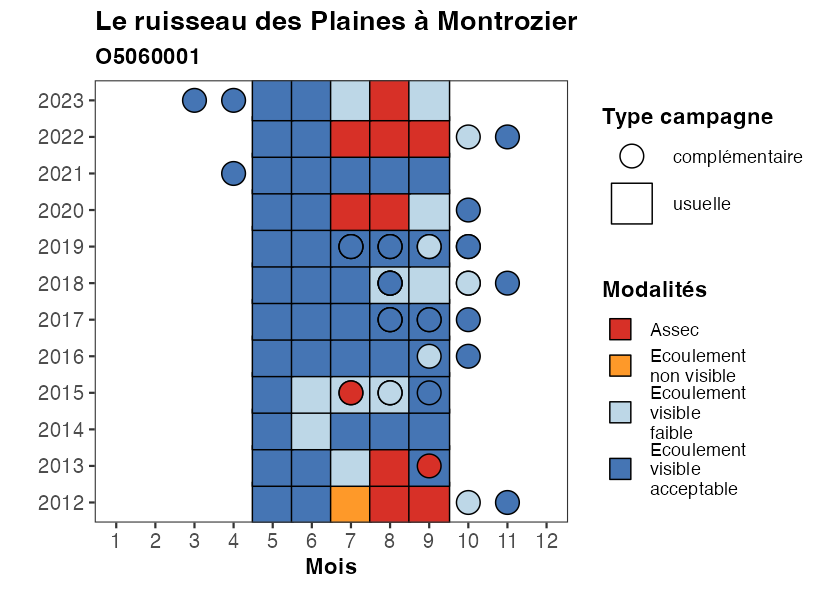 Le ruisseau des Plaines à Montrozier
O5060001
2023
2022
2021
2020
2019
2018
2017
2016
2015
2014
2013
2012
1 2 3 4 5 6 7 8 9 10 11 12
Mois
Type campagne
complémentaire
usuelle
Modalités
Assec
Ecoulement
non visible
Ecoulement
visible
faible
Ecoulement
visible
acceptable